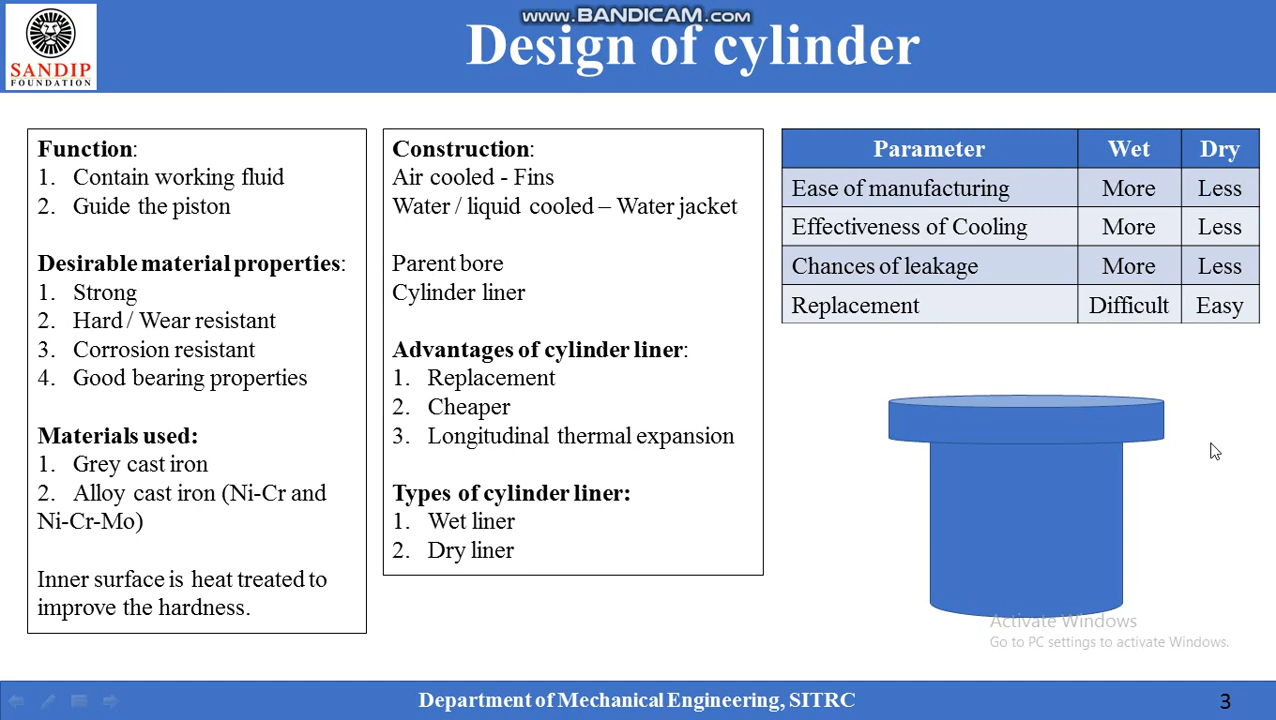 www.BANDICAM.com
Design of cylinder
SANDIP
FOUNDATION
Function:
1. Contain working fluid
2. Guide the piston
Desirable material properties:
1. Strong
2. Hard / Wear resistant
3. Corrosion resistant
4. Good bearing properties
Materials used:
1. Grey cast iron
2. Alloy cast iron (Ni-Cr and
Ni-Cr-Mo)
Inner surface is heat treated to
improve the hardness.
Construction:
Air cooled - Fins
Water / liquid cooled – Water jacket
Parent bore
Cylinder liner
Advantages of cylinder liner:
1. Replacement
2. Cheaper
3. Longitudinal thermal expansion
Types of cylinder liner:
1. Wet liner
2. Dry liner
Parameter Wet Dry
Ease of manufacturing More Less
Effectiveness of Cooling More Less
Chances of leakage More Less
Replacement Difficult Easy
Activate Windows
Go to PC settings to activate Windows.
Department of Mechanical Engineering, SITRC
3